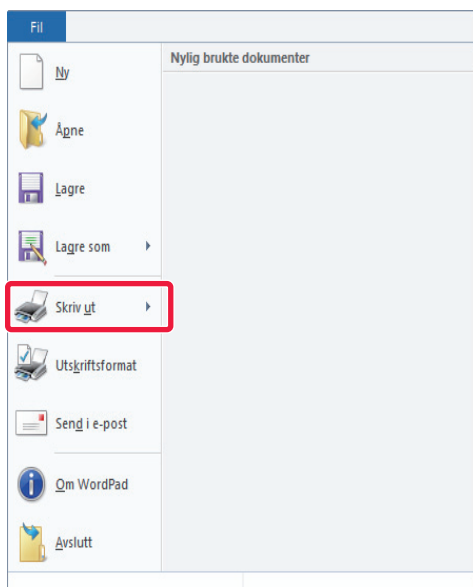 Fil
Nylig brukte dokumenter
Ny
Åpne
Lagre
Lagre som
Skriv ut
Utskriftsformat
Send i e-post
Om WordPad
Avslutt